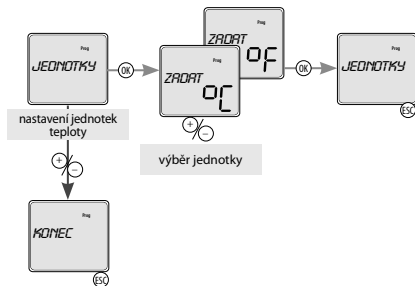 Prog
JEDNOTKY
OK
Prog
ZADAT
°C
Prog
ZADAT
°F
OK
Prog
JEDNOTKY
ESC
nastavení jednotek
teploty
+/−
výběr jednotky
+/−
Prog
KONEC
ESC